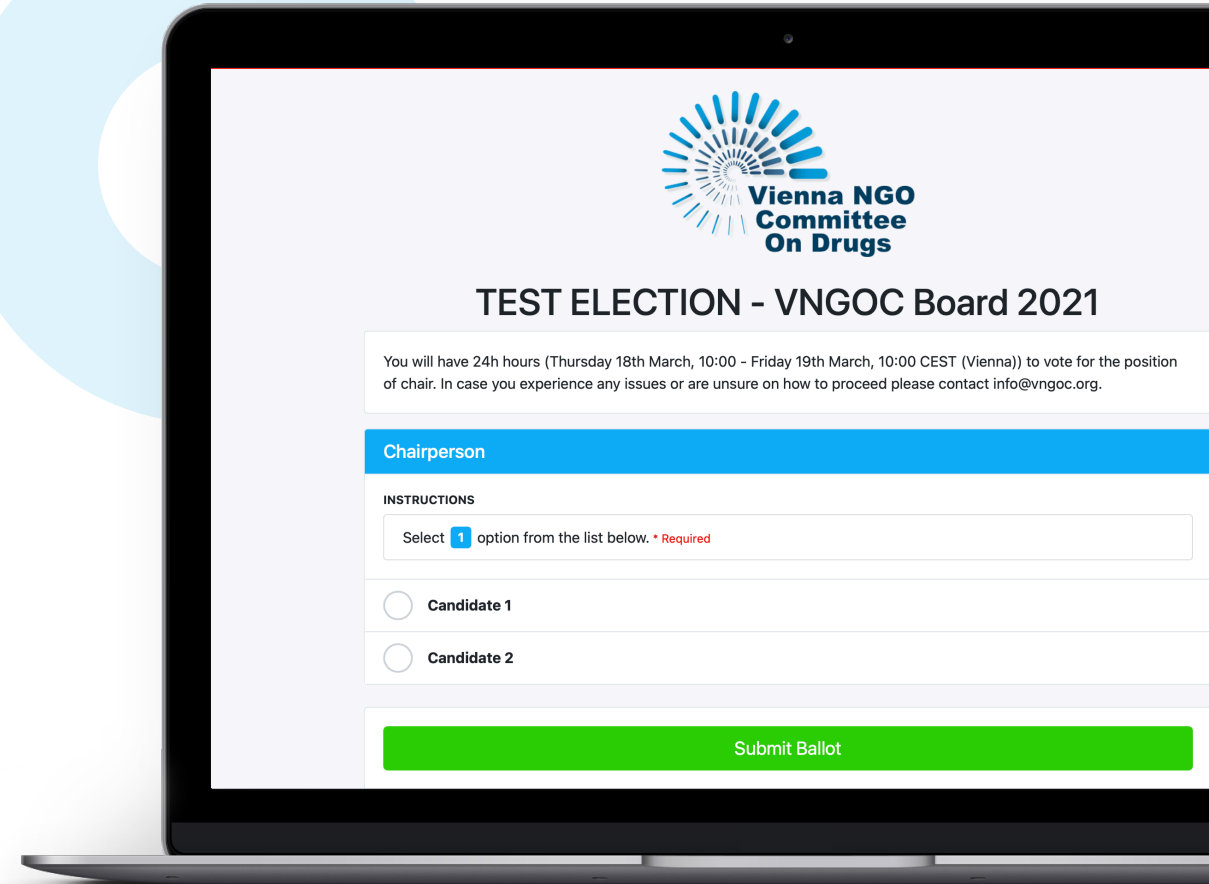 Vienna NGO
Committee
On Drugs
TEST ELECTION - VNGOC Board 2021
You will have 24h hours (Thursday 18th March, 10:00 - Friday 19th March, 10:00 CEST (Vienna)) to vote for the position
of chair. In case you experience any issues or are unsure on how to proceed please contact info@vngoc.org.
Chairperson
INSTRUCTIONS
Select 1 option from the list below. * Required
Candidate 1
Candidate 2
Submit Ballot